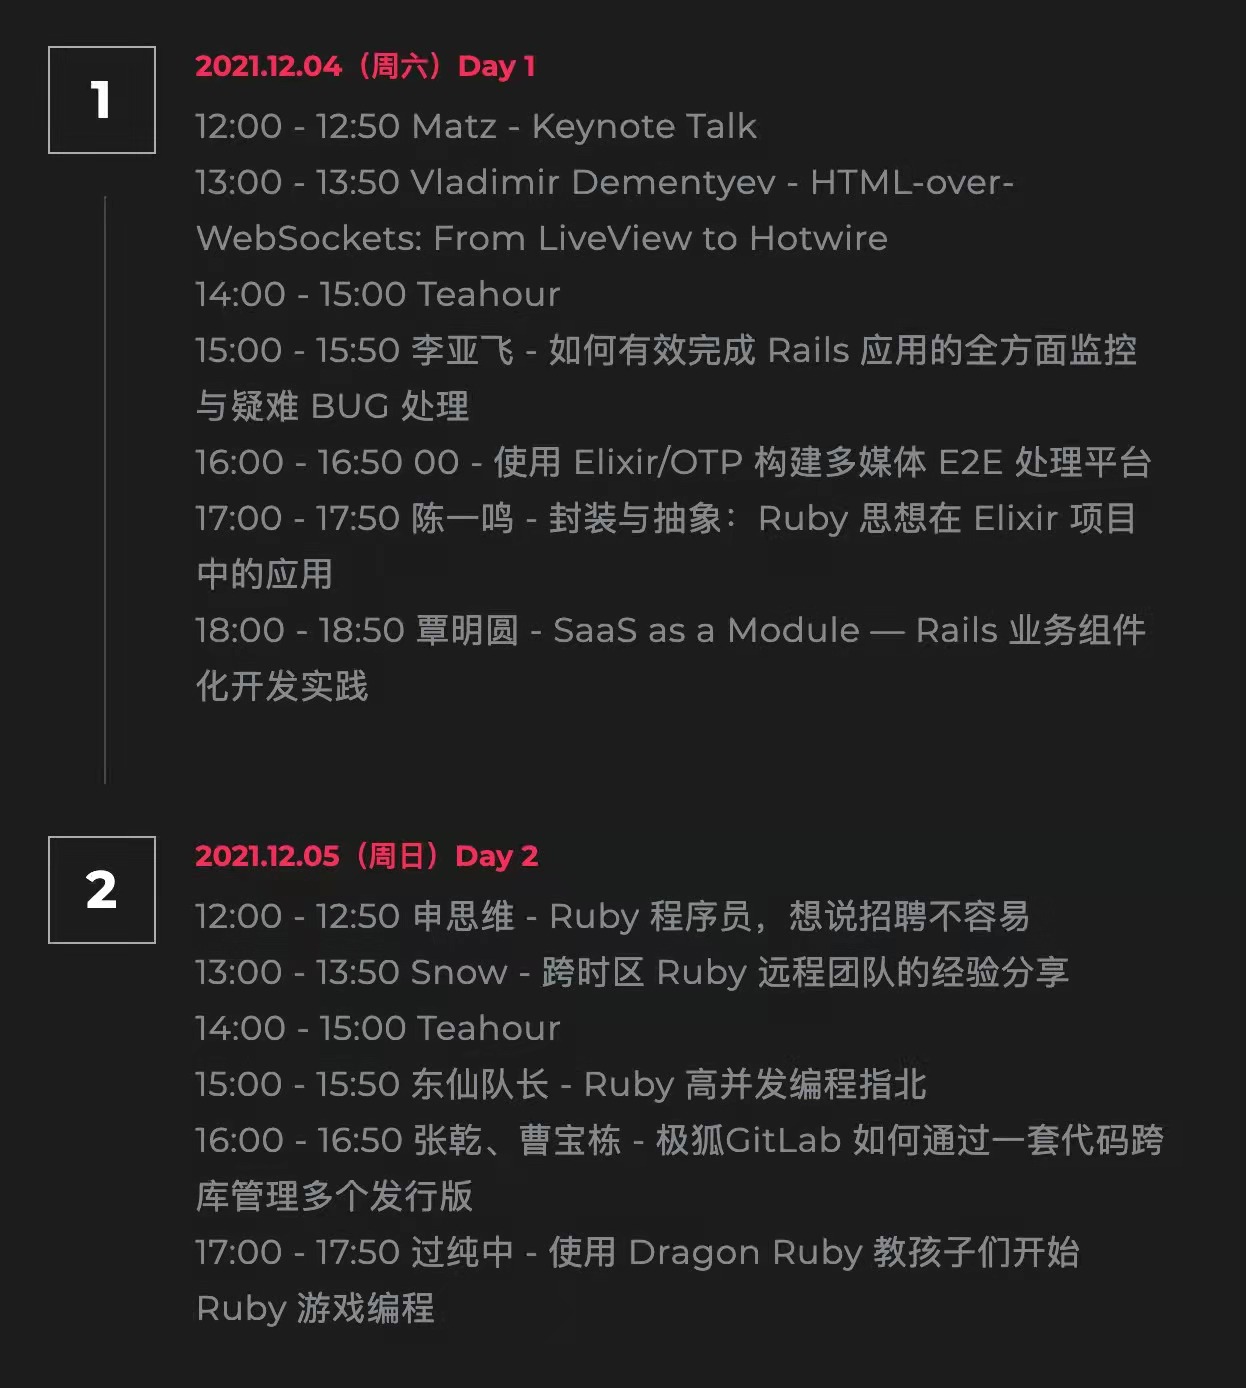 1
2021.12.04（周六）Day 1
12:00 - 12:50 Matz - Keynote Talk
13:00 - 13:50 Vladimir Dementyev - HTML-over-
WebSockets: From LiveView to Hotwire
14:00 - 15:00 Teahour
15:00 - 15:50 李亚飞 - 如何有效完成 Rails 应用的全方面监控
与疑难 BUG 处理
16:00 - 16:50 00 - 使用 Elixir/OTP 构建多媒体 E2E 处理平台
17:00 - 17:50 陈一鸣 - 封装与抽象：Ruby 思想在 Elixir 项目
中的应用
18:00 - 18:50 覃明圆 - SaaS as a Module — Rails 业务组件
化开发实践
2
2021.12.05（周日）Day 2
12:00 - 12:50 申思维 - Ruby 程序员，想说招聘不容易
13:00 - 13:50 Snow - 跨时区 Ruby 远程团队的经验分享
14:00 - 15:00 Teahour
15:00 - 15:50 东仙队长 - Ruby 高并发编程指北
16:00 - 16:50 张乾、曹宝栋 - 极狐GitLab 如何通过一套代码跨
库管理多个发行版
17:00 - 17:50 过纯中 - 使用 Dragon Ruby 教孩子们开始
Ruby 游戏编程